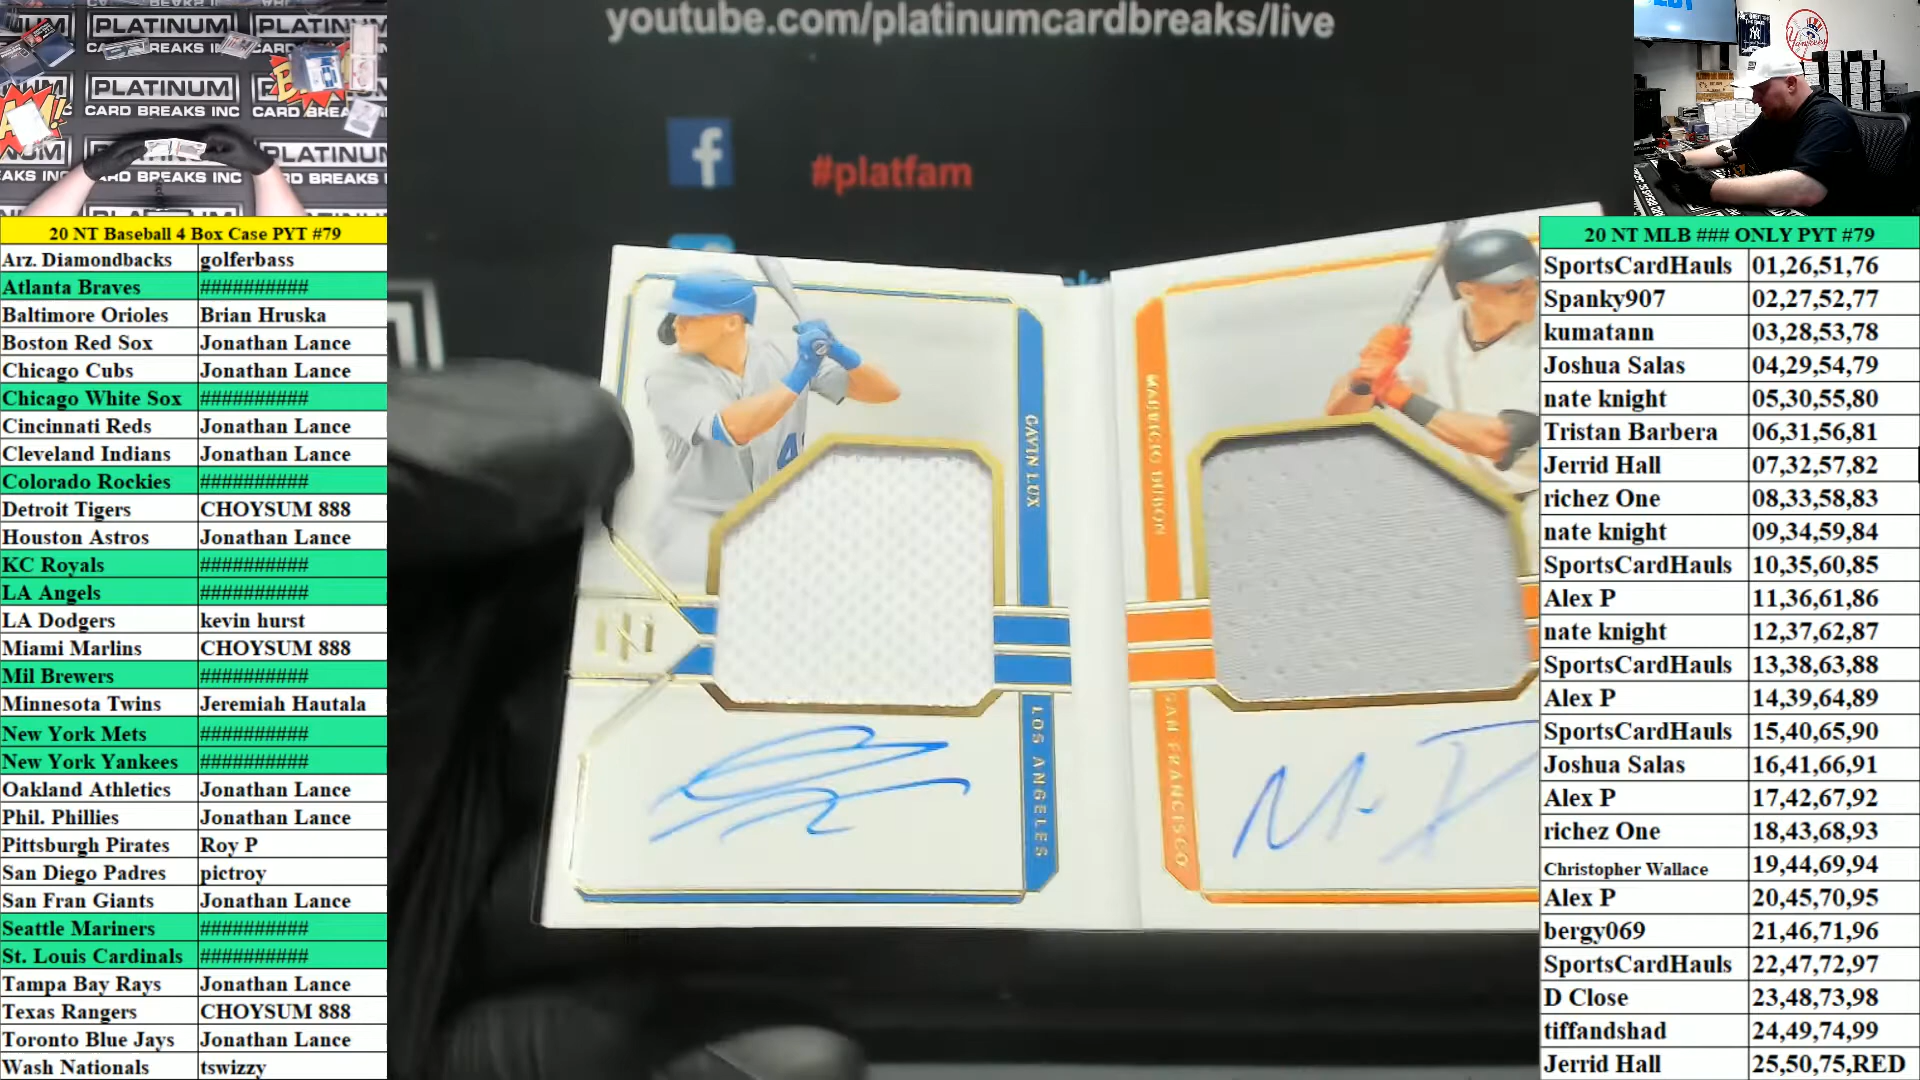 youtube.com/platinumcardbreaks/live
#platfam
PLATINUM
CARD BREAKS INC
GAVIN LUX
LOS ANGELES
MAURICIO DUBON
SAN FRANCISCO
20 NT Baseball 4 Box Case PYT #79
Arz. Diamondbacks golferbass
Atlanta Braves ##########
Baltimore Orioles Brian Hruska
Boston Red Sox Jonathan Lance
Chicago Cubs Jonathan Lance
Chicago White Sox ##########
Cincinnati Reds Jonathan Lance
Cleveland Indians Jonathan Lance
Colorado Rockies ##########
Detroit Tigers CHOYSUM 888
Houston Astros Jonathan Lance
KC Royals ##########
LA Angels ##########
LA Dodgers kevin hurst
Miami Marlins CHOYSUM 888
Mil Brewers ##########
Minnesota Twins Jeremiah Hautala
New York Mets ##########
New York Yankees ##########
Oakland Athletics Jonathan Lance
Phil. Phillies Jonathan Lance
Pittsburgh Pirates Roy P
San Diego Padres pictroy
San Fran Giants Jonathan Lance
Seattle Mariners ##########
St. Louis Cardinals ##########
Tampa Bay Rays Jonathan Lance
Texas Rangers CHOYSUM 888
Toronto Blue Jays Jonathan Lance
Wash Nationals tswizzy
20 NT MLB ### ONLY PYT #79
SportsCardHauls 01,26,51,76
Spanky907 02,27,52,77
kumatann 03,28,53,78
Joshua Salas 04,29,54,79
nate knight 05,30,55,80
Tristan Barbera 06,31,56,81
Jerrid Hall 07,32,57,82
richez One 08,33,58,83
nate knight 09,34,59,84
SportsCardHauls 10,35,60,85
Alex P 11,36,61,86
nate knight 12,37,62,87
SportsCardHauls 13,38,63,88
Alex P 14,39,64,89
SportsCardHauls 15,40,65,90
Joshua Salas 16,41,66,91
Alex P 17,42,67,92
richez One 18,43,68,93
Christopher Wallace 19,44,69,94
Alex P 20,45,70,95
bergy069 21,46,71,96
SportsCardHauls 22,47,72,97
D Close 23,48,73,98
tiffandshad 24,49,74,99
Jerrid Hall 25,50,75,RED